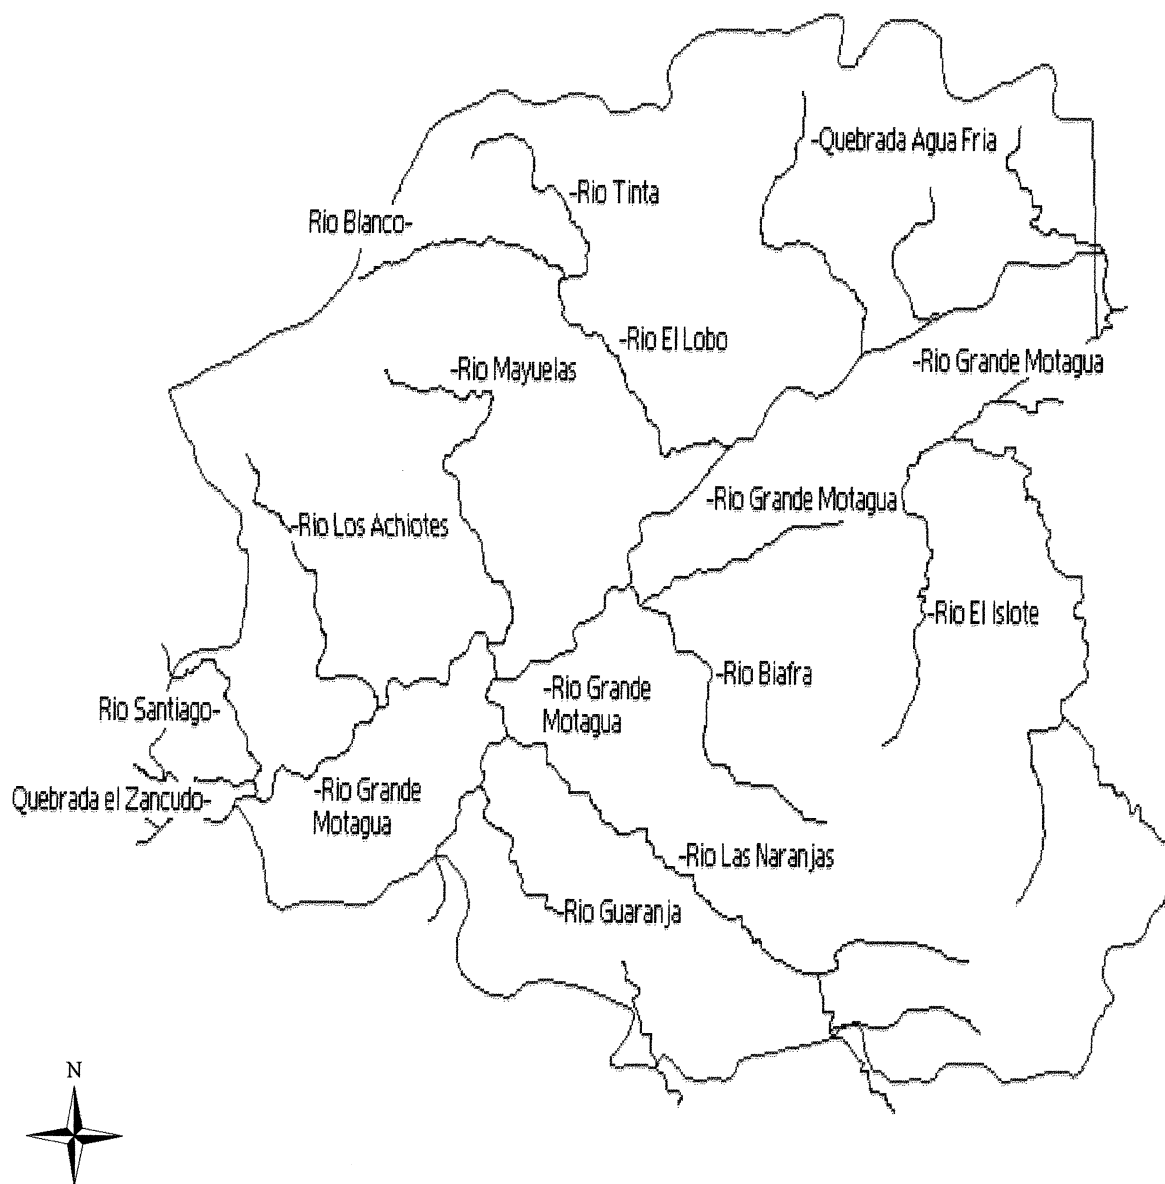 -Quebrada Agua Fria
-Rio Tinta
Rio Blanco-
-Rio El Lobo
-Rio Mayuelas
-Rio Grande Motagua
-Rio Grande Motagua
-Rio Los Achiotes
-Rio El Islote
-Rio Biafra
-Rio Grande
Motagua
Rio Santiago-
Quebrada el Zancudo-
-Rio Grande
Motagua
-Rio Las Naranjas
-Rio Guaranja
N